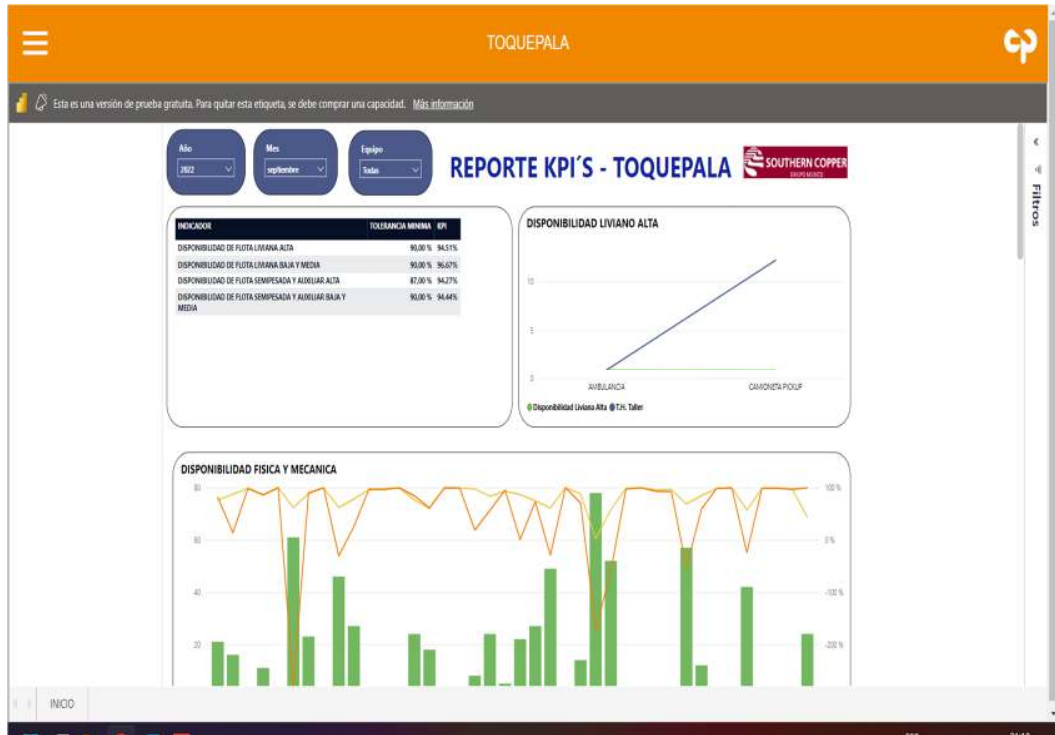 TOQUEPALA
Esta es una versión de prueba gratuita. Para quitar esta etiqueta, se debe comprar una capacidad. Más información
Año
Mes
Equipo
2022
septiembre
Todas
REPORTE KPI´S - TOQUEPALA
SOUTHERN COPPER
GRUPO MEXICO
Filtros
INDICADOR TOLERANCIA MINIMA KPI
DISPONIBILIDAD DE FLOTA LIVIANA ALTA 90,00 % 94.51%
DISPONIBILIDAD DE FLOTA LIVIANA BAJA Y MEDIA 90,00 % 96.67%
DISPONIBILIDAD DE FLOTA SEMIPESADA Y AUXILIAR ALTA 87,00 % 94.27%
DISPONIBILIDAD DE FLOTA SEMIPESADA Y AUXILIAR BAJA Y 90,00 % 94.44%
MEDIA
DISPONIBILIDAD LIVIANO ALTA
10
5
0
AMBULANCIA CAMIONETA PICKUP
Disponibilidad Liviana Alta T.H. Taller
DISPONIBILIDAD FISICA Y MECANICA
80 100 %
60 0 %
40 -100 %
20 -200 %
INICIO